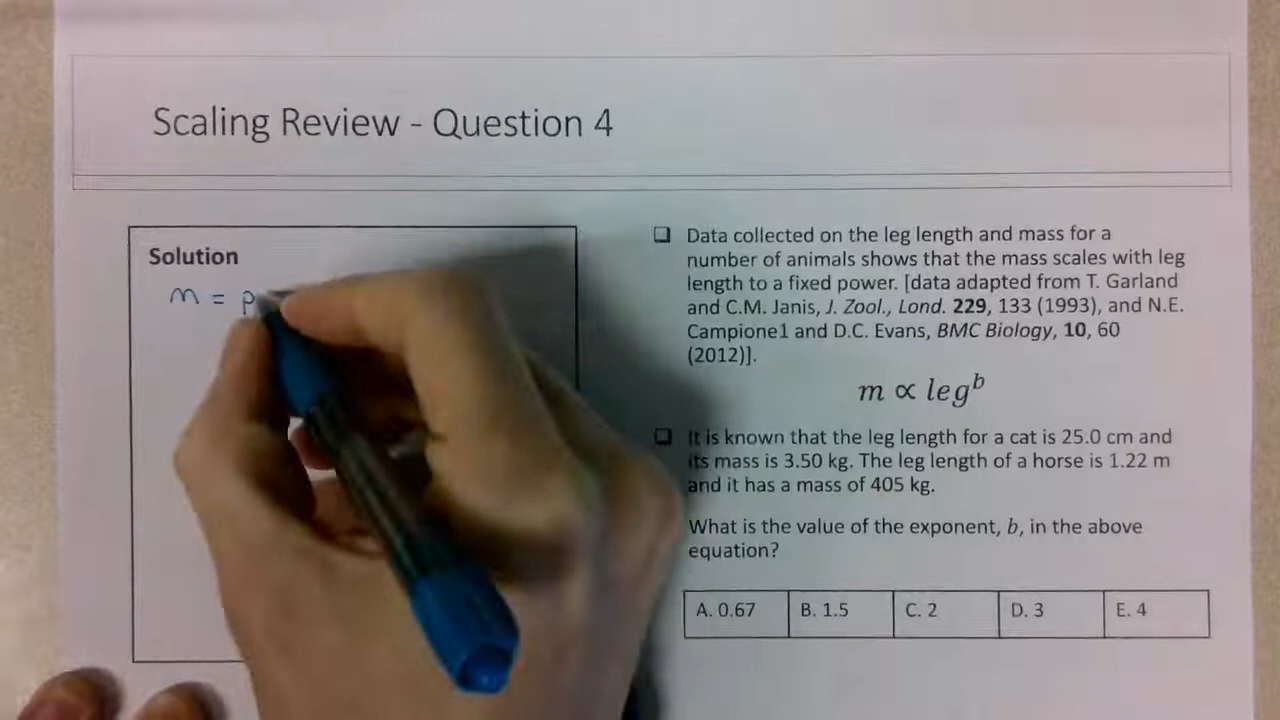 Scaling Review - Question 4
Solution
m = p
❑ Data collected on the leg length and mass for a
number of animals shows that the mass scales with leg
length to a fixed power. [data adapted from T. Garland
and C.M. Janis, J. Zool., Lond. 229, 133 (1993), and N.E.
Campione1 and D.C. Evans, BMC Biology, 10, 60
(2012)].
m ∝ leg^b
❑ It is known that the leg length for a cat is 25.0 cm and
its mass is 3.50 kg. The leg length of a horse is 1.22 m
and it has a mass of 405 kg.
What is the value of the exponent, b, in the above
equation?
A. 0.67 B. 1.5 C. 2 D. 3 E. 4